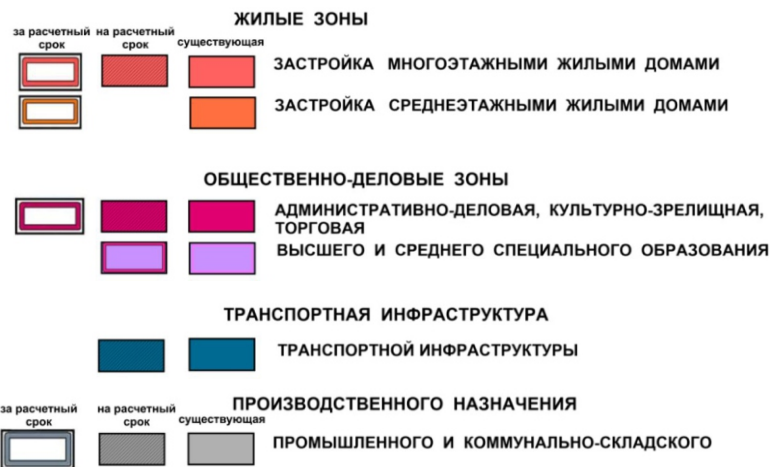 ЖИЛЫЕ ЗОНЫ
за расчетный срок
на расчетный срок
существующая
ЗАСТРОЙКА МНОГОЭТАЖНЫМИ ЖИЛЫМИ ДОМАМИ
ЗАСТРОЙКА СРЕДНЕЭТАЖНЫМИ ЖИЛЫМИ ДОМАМИ
ОБЩЕСТВЕННО-ДЕЛОВЫЕ ЗОНЫ
АДМИНИСТРАТИВНО-ДЕЛОВАЯ, КУЛЬТУРНО-ЗРЕЛИЩНАЯ,
ТОРГОВАЯ
ВЫСШЕГО И СРЕДНЕГО СПЕЦИАЛЬНОГО ОБРАЗОВАНИЯ
ТРАНСПОРТНАЯ ИНФРАСТРУКТУРА
ТРАНСПОРТНОЙ ИНФРАСТРУКТУРЫ
ПРОИЗВОДСТВЕННОГО НАЗНАЧЕНИЯ
за расчетный срок
на расчетный срок
существующая
ПРОМЫШЛЕННОГО И КОММУНАЛЬНО-СКЛАДСКОГО